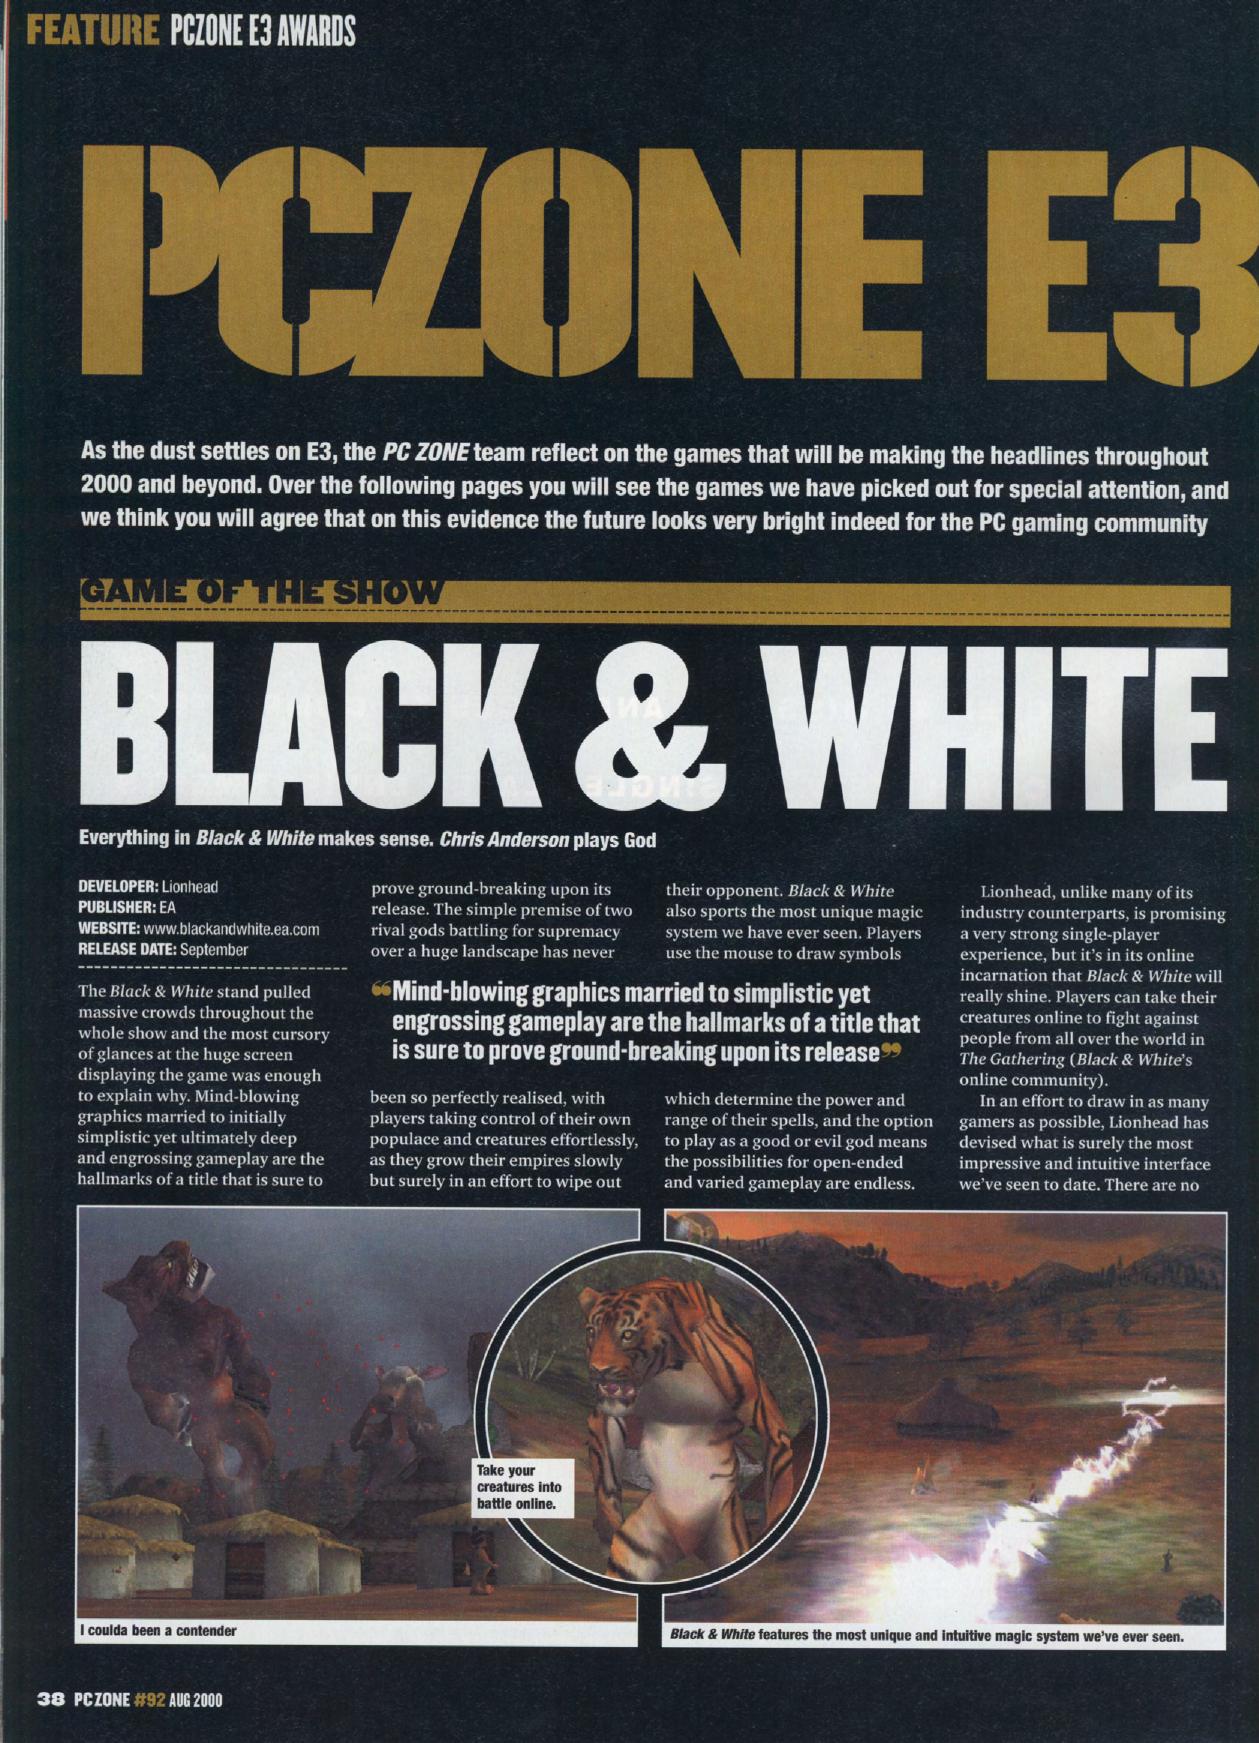 FEATURE PCZONE E3 AWARDS
PCZONE E3
As the dust settles on E3, the PC ZONE team reflect on the games that will be making the headlines throughout
2000 and beyond. Over the following pages you will see the games we have picked out for special attention, and
we think you will agree that on this evidence the future looks very bright indeed for the PC gaming community
GAME OF THE SHOW
BLACK & WHITE
Everything in Black & White makes sense. Chris Anderson plays God
DEVELOPER: Lionhead
PUBLISHER: EA
WEBSITE: www.blackandwhite.ea.com
RELEASE DATE: September
The Black & White stand pulled
massive crowds throughout the
whole show and the most cursory
of glances at the huge screen
displaying the game was enough
to explain why. Mind-blowing
graphics married to initially
simplistic yet ultimately deep
and engrossing gameplay are the
hallmarks of a title that is sure to
prove ground-breaking upon its
release. The simple premise of two
rival gods battling for supremacy
over a huge landscape has never
“Mind-blowing graphics married to simplistic yet
engrossing gameplay are the hallmarks of a title that
is sure to prove ground-breaking upon its release”
been so perfectly realised, with
players taking control of their own
populace and creatures effortlessly,
as they grow their empires slowly
but surely in an effort to wipe out
their opponent. Black & White
also sports the most unique magic
system we have ever seen. Players
use the mouse to draw symbols
which determine the power and
range of their spells, and the option
to play as a good or evil god means
the possibilities for open-ended
and varied gameplay are endless.
Lionhead, unlike many of its
industry counterparts, is promising
a very strong single-player
experience, but it's in its online
incarnation that Black & White will
really shine. Players can take their
creatures online to fight against
people from all over the world in
The Gathering (Black & White's
online community).
In an effort to draw in as many
gamers as possible, Lionhead has
devised what is surely the most
impressive and intuitive interface
we've seen to date. There are no
Take your
creatures into
battle online.
I coulda been a contender
Black & White features the most unique and intuitive magic system we've ever seen.
38 PCZONE #92 AUG 2000